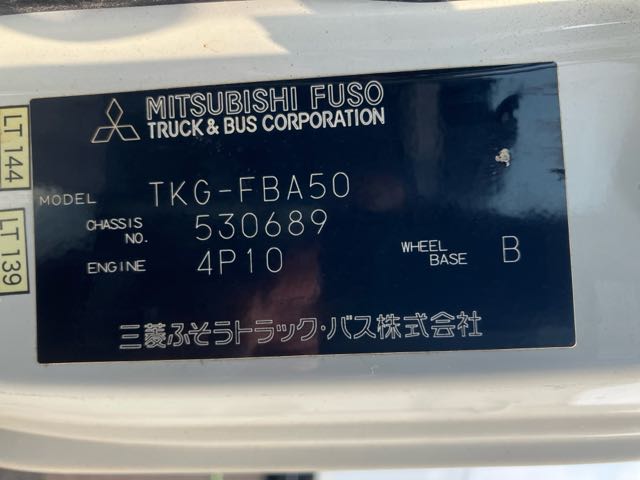 MITSUBISHI FUSO
TRUCK & BUS CORPORATION
MODEL TKG-FBA50
CHASSIS NO. 530689
ENGINE 4P10
WHEEL BASE B
三菱ふそうトラック・バス株式会社
LT 144
LT 139